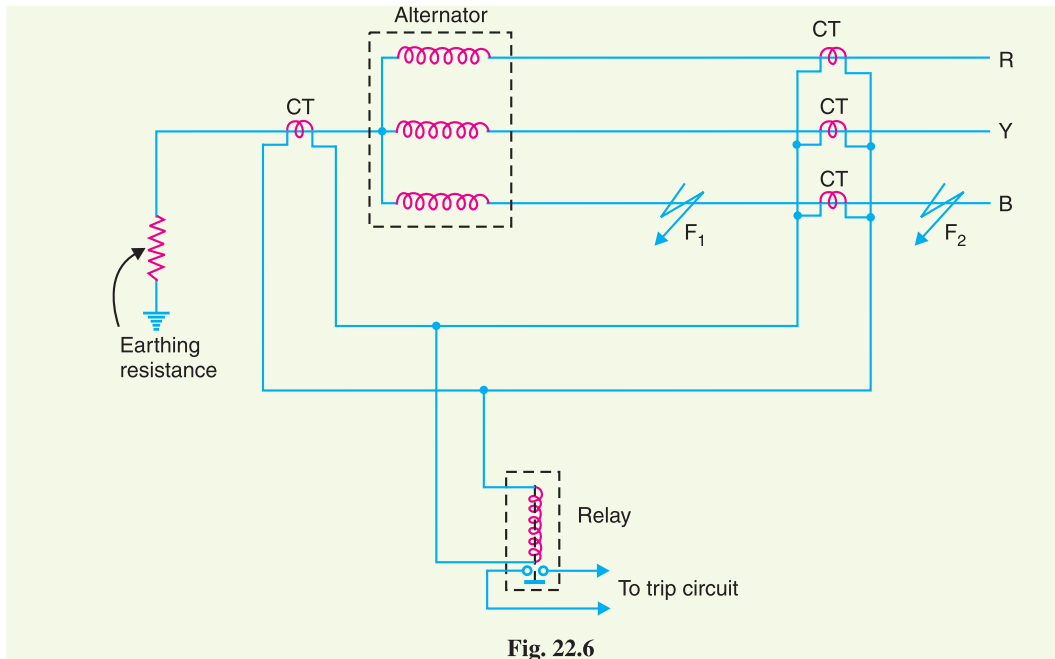 Alternator
CT
R
CT
CT
Y
CT
B
F1
F2
Earthing
resistance
Relay
To trip circuit
Fig. 22.6